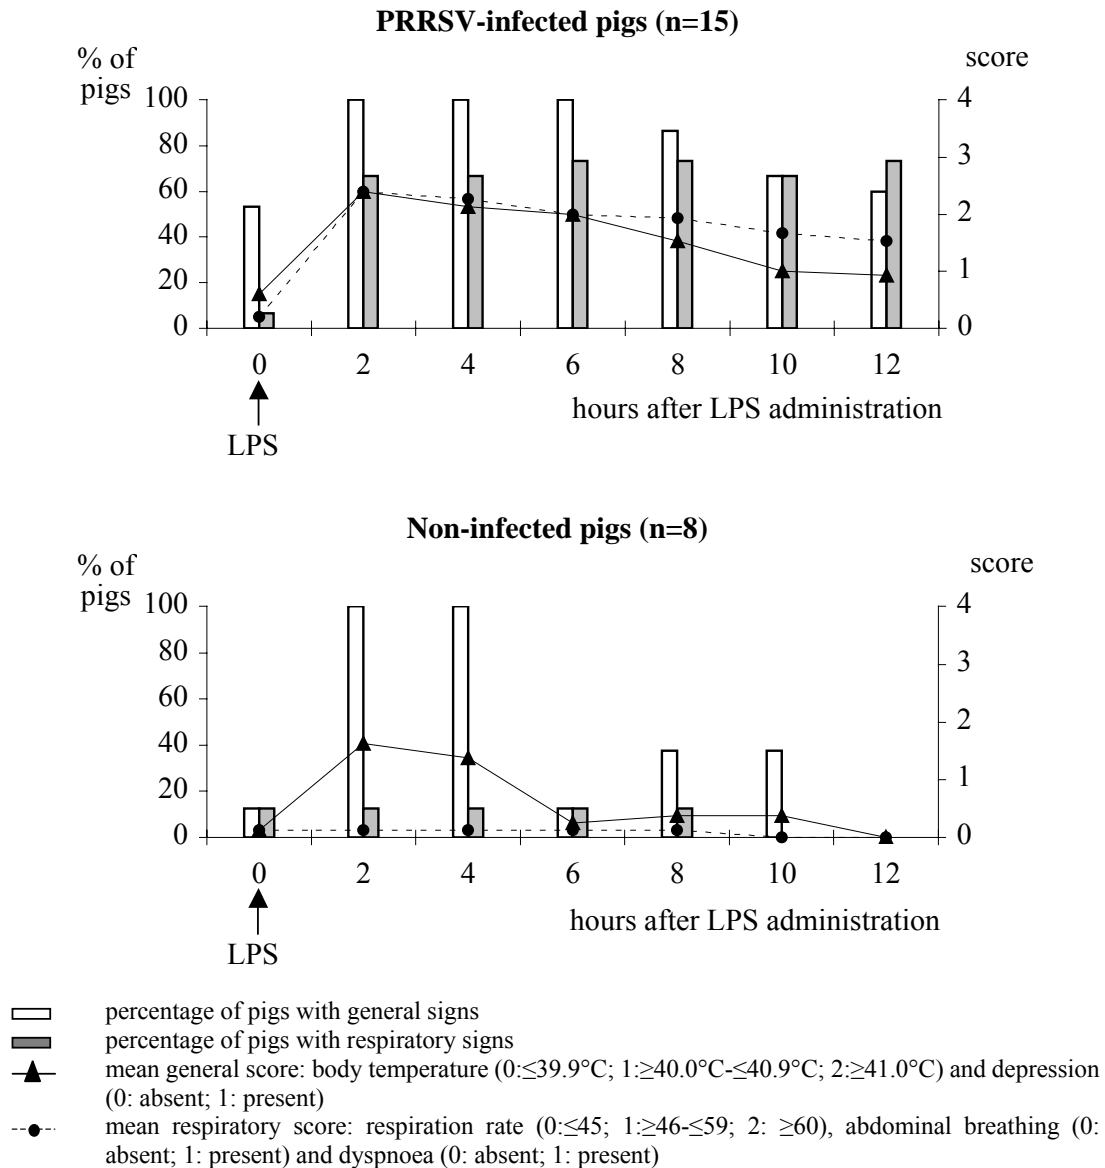 PRRSV-infected pigs (n=15)
% of pigs
score
100
80
60
40
20
0
4
3
2
1
0
0 2 4 6 8 10 12
hours after LPS administration
LPS
Non-infected pigs (n=8)
% of pigs
score
100
80
60
40
20
0
4
3
2
1
0
0 2 4 6 8 10 12
hours after LPS administration
LPS
percentage of pigs with general signs
percentage of pigs with respiratory signs
mean general score: body temperature (0:≤39.9°C; 1:≥40.0°C-≤40.9°C; 2:≥41.0°C) and depression
(0: absent; 1: present)
mean respiratory score: respiration rate (0:≤45; 1:≥46-≤59; 2: ≥60), abdominal breathing (0:
absent; 1: present) and dyspnoea (0: absent; 1: present)